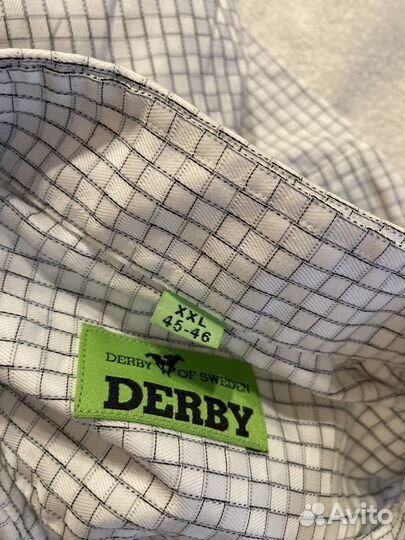 XXL
45-46
DERBY OF SWEDEN
DERBY
Avito